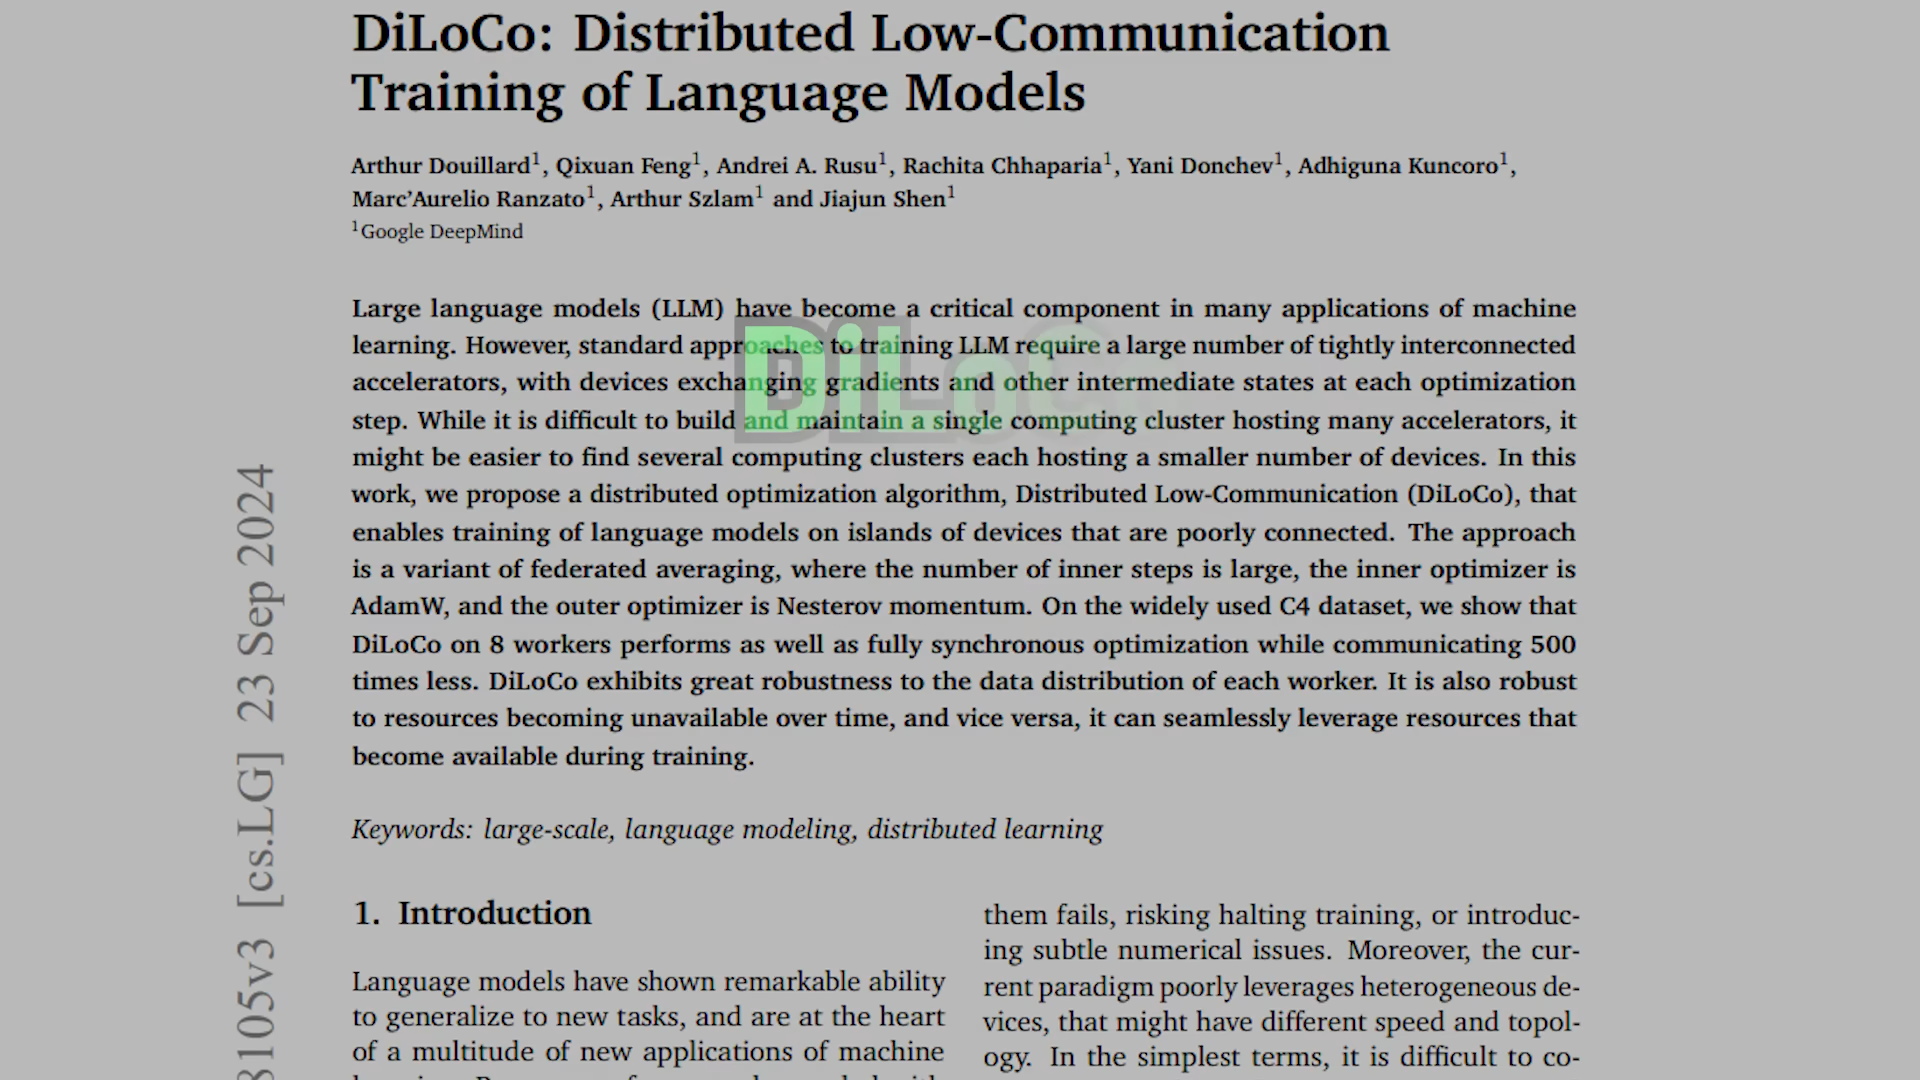 DiLoCo: Distributed Low-Communication
Training of Language Models
Arthur Douillard1, Qixuan Feng1, Andrei A. Rusu1, Rachita Chhaparia1, Yani Donchev1, Adhiguna Kuncoro1,
Marc'Aurelio Ranzato1, Arthur Szlam1 and Jiajun Shen1
1Google DeepMind
Large language models (LLM) have become a critical component in many applications of machine
learning. However, standard approaches to training LLM require a large number of tightly interconnected
accelerators, with devices exchanging gradients and other intermediate states at each optimization
step. While it is difficult to build and maintain a single computing cluster hosting many accelerators, it
might be easier to find several computing clusters each hosting a smaller number of devices. In this
work, we propose a distributed optimization algorithm, Distributed Low-Communication (DiLoCo), that
enables training of language models on islands of devices that are poorly connected. The approach
is a variant of federated averaging, where the number of inner steps is large, the inner optimizer is
AdamW, and the outer optimizer is Nesterov momentum. On the widely used C4 dataset, we show that
DiLoCo on 8 workers performs as well as fully synchronous optimization while communicating 500
times less. DiLoCo exhibits great robustness to the data distribution of each worker. It is also robust
to resources becoming unavailable over time, and vice versa, it can seamlessly leverage resources that
become available during training.
DiLoCo
Keywords: large-scale, language modeling, distributed learning
1. Introduction
Language models have shown remarkable ability
to generalize to new tasks, and are at the heart
of a multitude of new applications of machine
them fails, risking halting training, or introduc-
ing subtle numerical issues. Moreover, the cur-
rent paradigm poorly leverages heterogeneous de-
vices, that might have different speed and topol-
ogy. In the simplest terms, it is difficult to co-
8105v3 [cs.LG] 23 Sep 2024